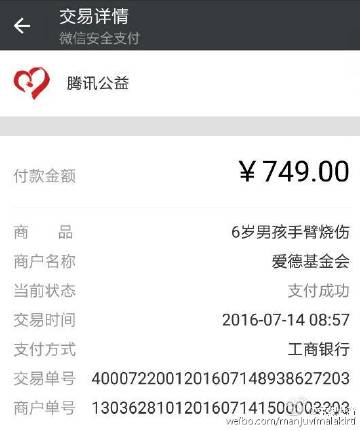 交易详情
微信安全支付
腾讯公益
付款金额 ￥749.00
商 品 6岁男孩手臂烧伤
商户名称 爱德基金会
当前状态 支付成功
交易时间 2016-07-14 08:57
支付方式 工商银行
交易单号 4000722001201607148938627203
商户单号
weibo.com/manjuvimalakirti